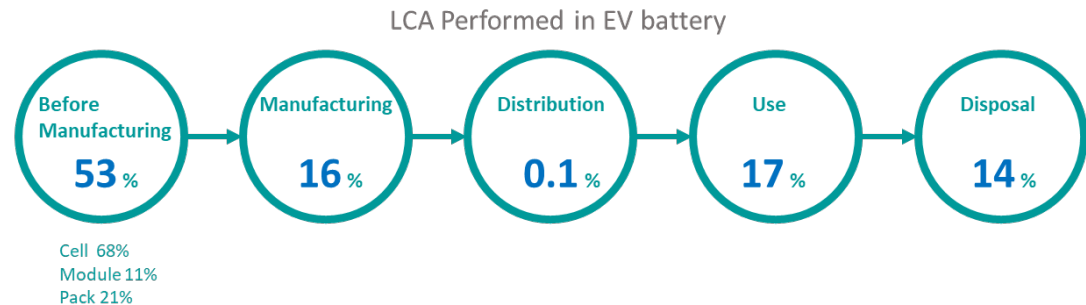 LCA Performed in EV battery
Before
Manufacturing
53 %
Manufacturing
16 %
Distribution
0.1 %
Use
17 %
Disposal
14 %
Cell 68%
Module 11%
Pack 21%